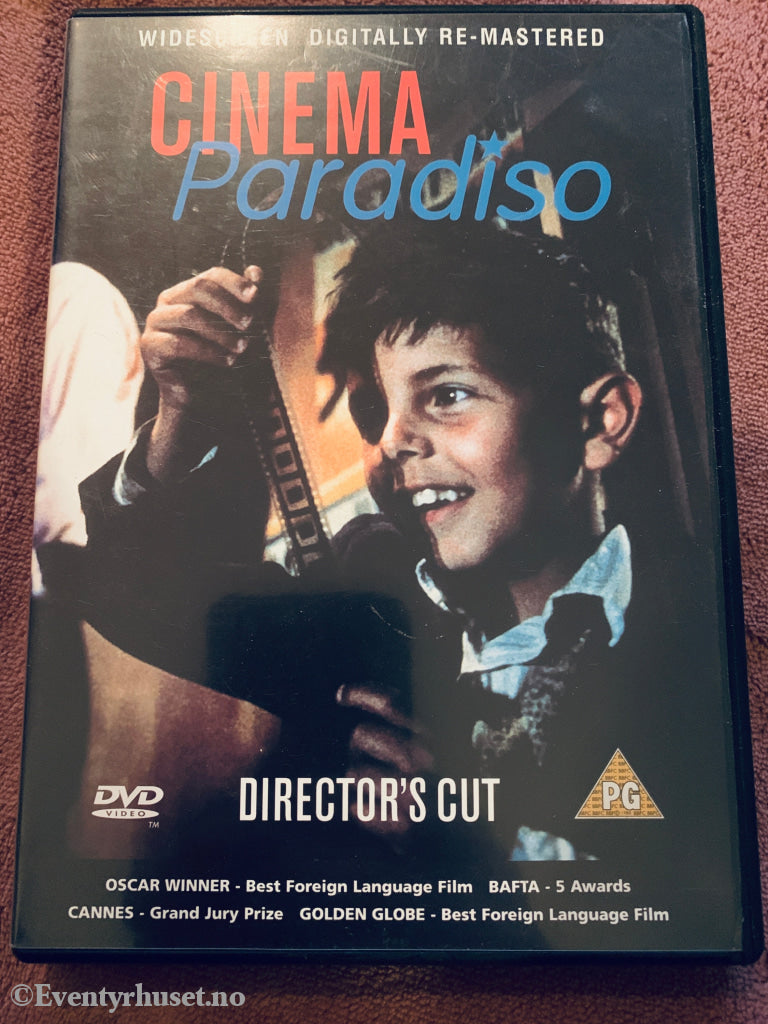 WIDESCREEN DIGITALLY RE-MASTERED
CINEMA
Paradiso
DVD
VIDEO
TM
DIRECTOR'S CUT
PG
OSCAR WINNER - Best Foreign Language Film BAFTA - 5 Awards
CANNES - Grand Jury Prize GOLDEN GLOBE - Best Foreign Language Film
©Eventyrhuset.no